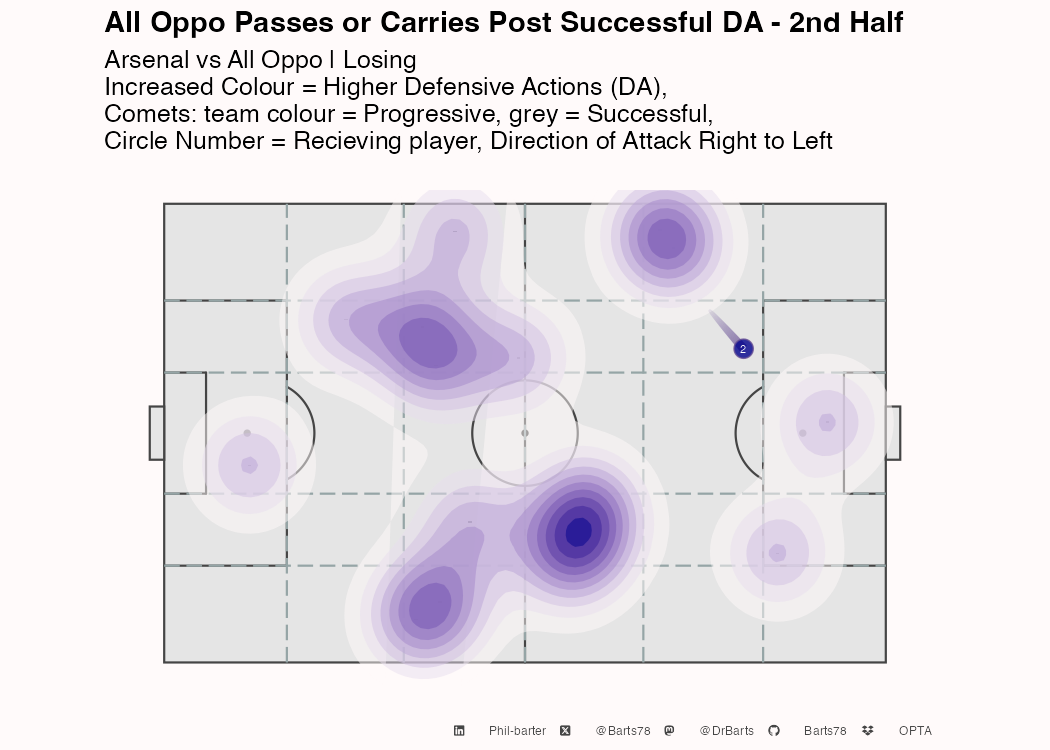 All Oppo Passes or Carries Post Successful DA - 2nd Half
Arsenal vs All Oppo | Losing
Increased Colour = Higher Defensive Actions (DA),
Comets: team colour = Progressive, grey = Successful,
Circle Number = Recieving player, Direction of Attack Right to Left
2
Phil-barter @Barts78 @DrBarts Barts78 OPTA